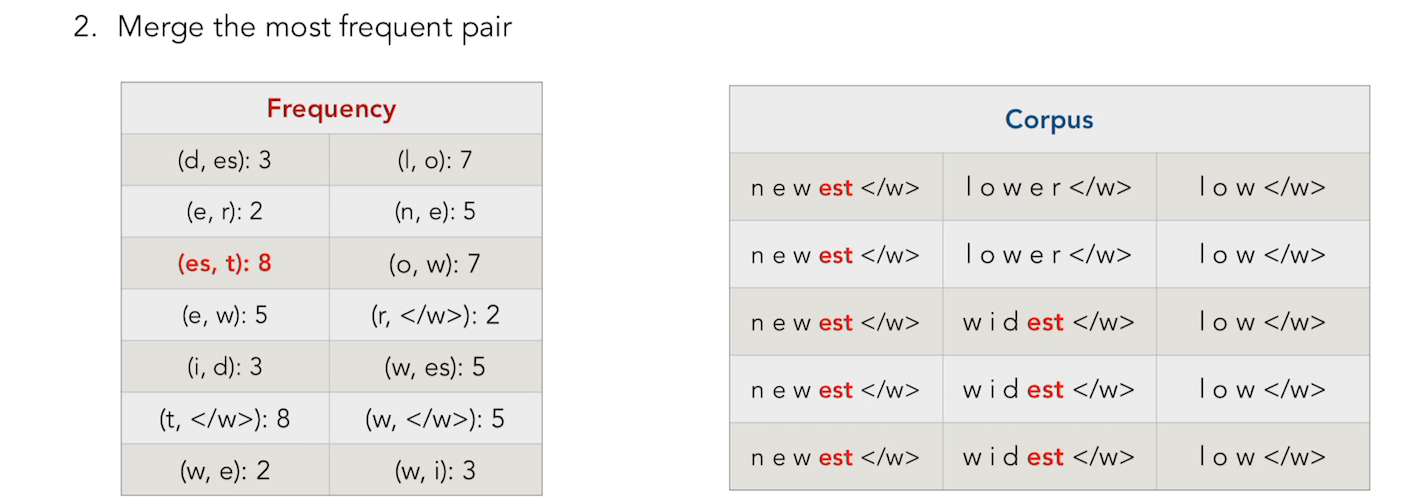 2. Merge the most frequent pair
Frequency
(d, es): 3 (l, o): 7
(e, r): 2 (n, e): 5
(es, t): 8 (o, w): 7
(e, w): 5 (r, </w>): 2
(i, d): 3 (w, es): 5
(t, </w>): 8 (w, </w>): 5
(w, e): 2 (w, i): 3
Corpus
n e w est </w> l o w e r </w> l o w </w>
n e w est </w> l o w e r </w> l o w </w>
n e w est </w> w i d est </w> l o w </w>
n e w est </w> w i d est </w> l o w </w>
n e w est </w> w i d est </w> l o w </w>